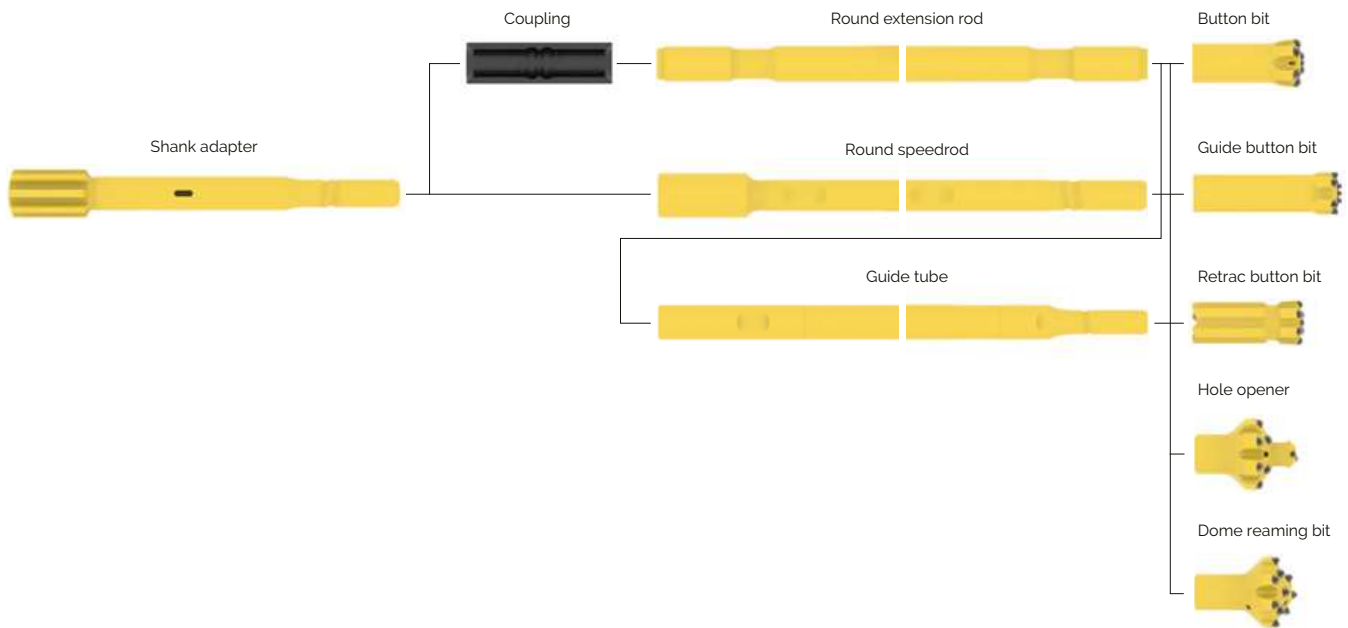 Coupling
Round extension rod
Button bit
Shank adapter
Round speedrod
Guide button bit
Guide tube
Retrac button bit
Hole opener
Dome reaming bit